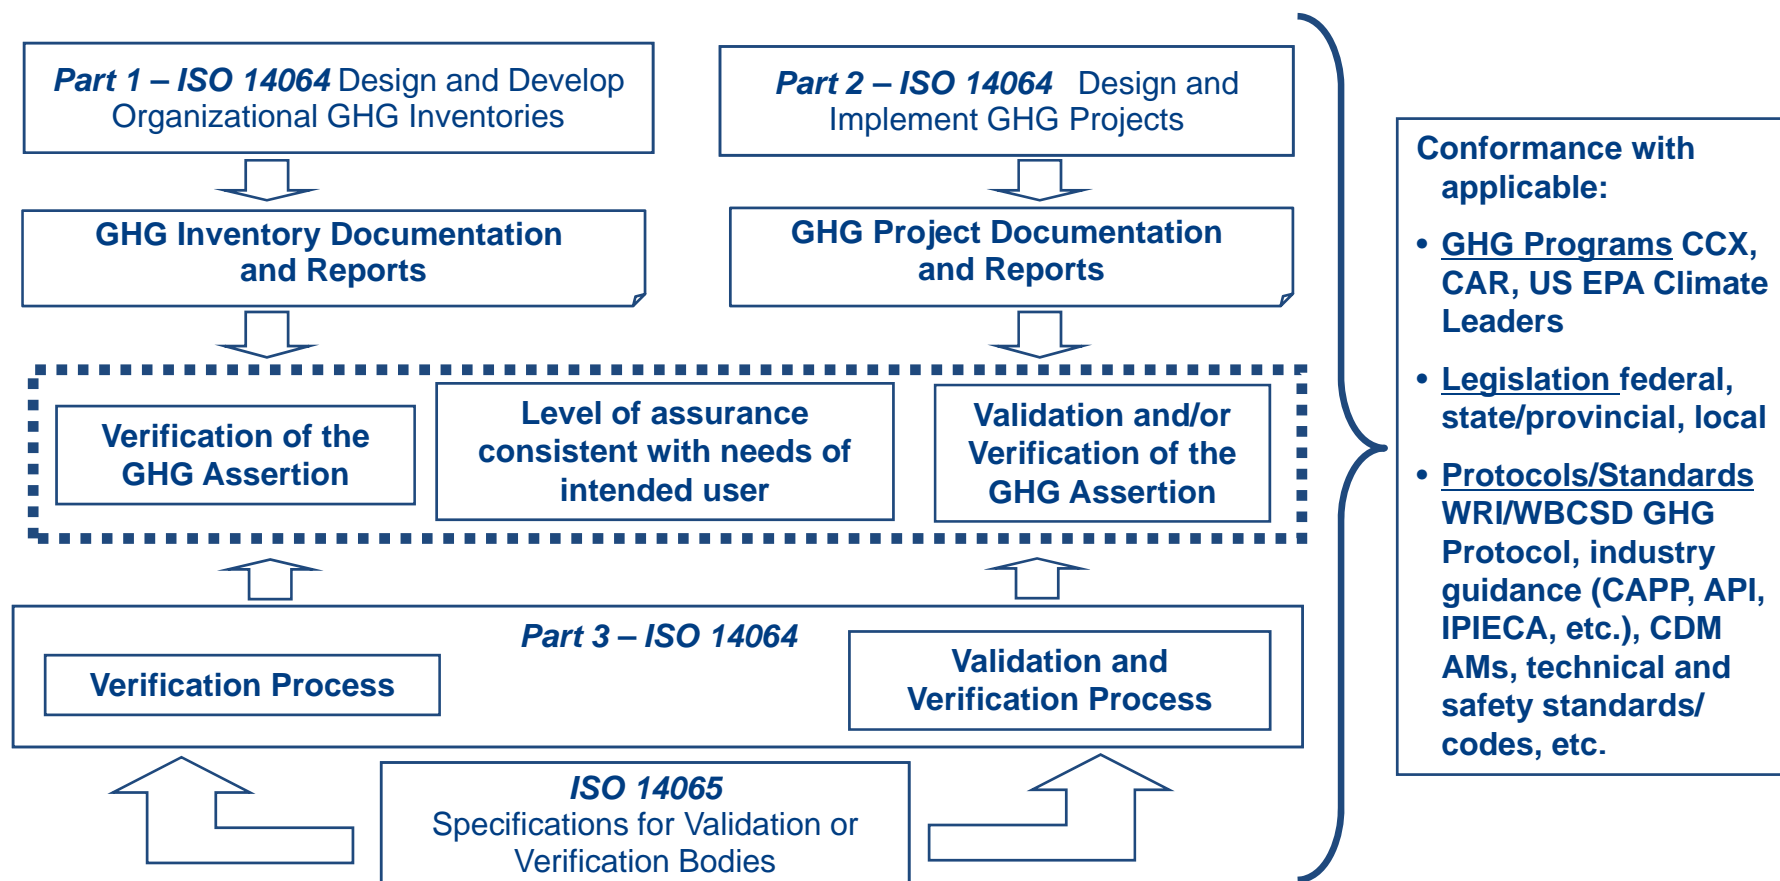 Part 1 – ISO 14064 Design and Develop
Organizational GHG Inventories
Part 2 – ISO 14064 Design and
Implement GHG Projects
GHG Inventory Documentation
and Reports
GHG Project Documentation
and Reports
Verification of the
GHG Assertion
Level of assurance
consistent with needs of
intended user
Validation and/or
Verification of the
GHG Assertion
Part 3 – ISO 14064
Verification Process
Validation and
Verification Process
ISO 14065
Specifications for Validation or
Verification Bodies
Conformance with
applicable:
• GHG Programs CCX,
CAR, US EPA Climate
Leaders
• Legislation federal,
state/provincial, local
• Protocols/Standards
WRI/WBCSD GHG
Protocol, industry
guidance (CAPP, API,
IPIECA, etc.), CDM
AMs, technical and
safety standards/
codes, etc.